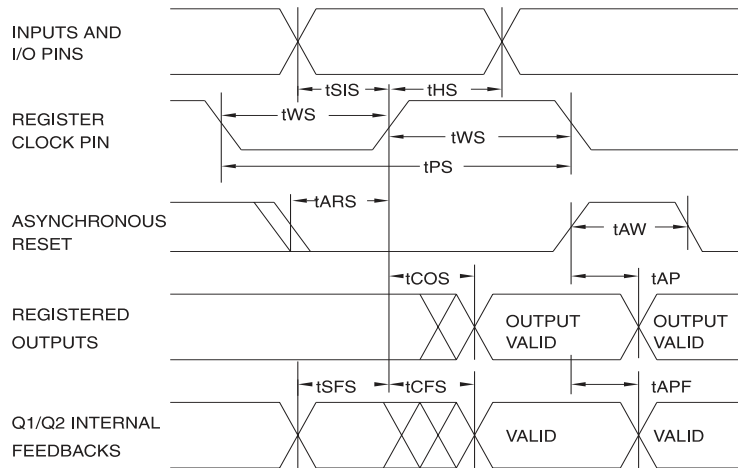 INPUTS AND
I/O PINS
tSIS
tHS
REGISTER
CLOCK PIN
tWS
tWS
tPS
tARS
ASYNCHRONOUS
RESET
tAW
tCOS
tAP
REGISTERED
OUTPUTS
OUTPUT
VALID
OUTPUT
VALID
tSFS
tCFS
tAPF
Q1/Q2 INTERNAL
FEEDBACKS
VALID
VALID